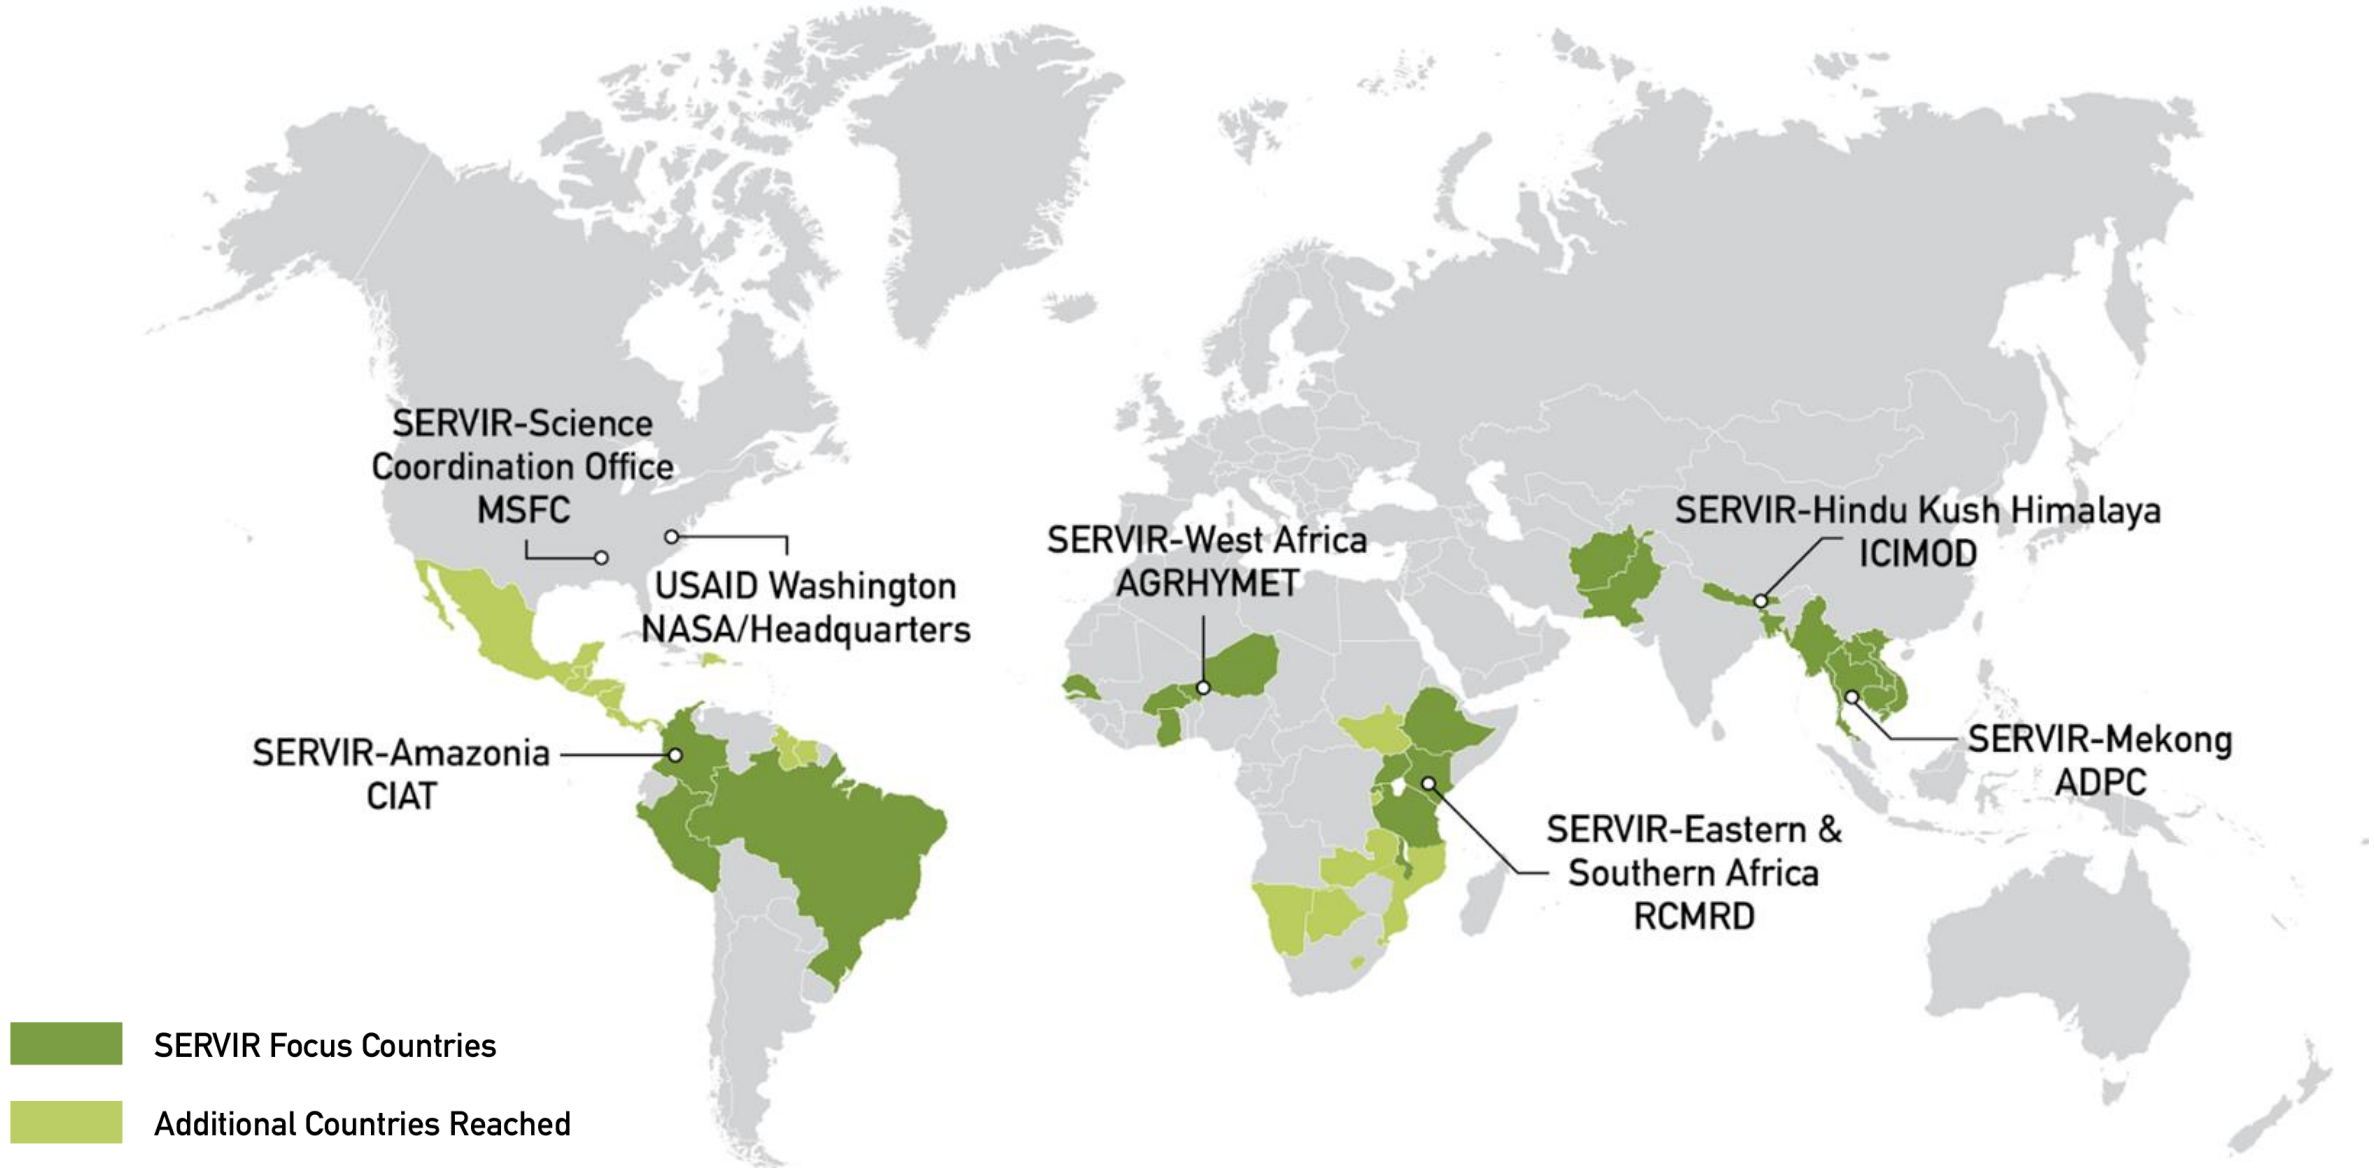 SERVIR-Science
Coordination Office
MSFC
USAID Washington
NASA/Headquarters
SERVIR-West Africa
AGRHYMET
SERVIR-Hindu Kush Himalaya
ICIMOD
SERVIR-Amazonia
CIAT
SERVIR-Mekong
ADPC
SERVIR-Eastern &
Southern Africa
RCMRD
SERVIR Focus Countries
Additional Countries Reached